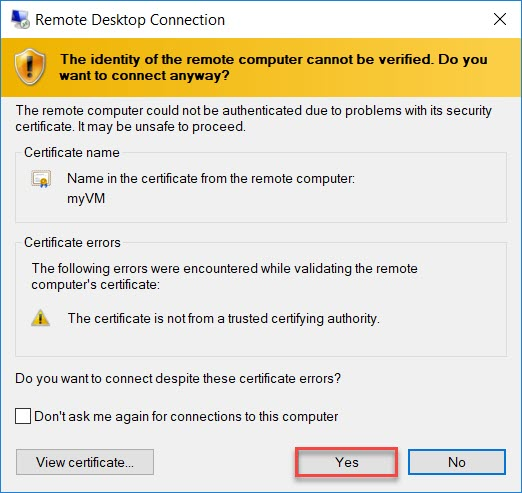 Remote Desktop Connection
The identity of the remote computer cannot be verified. Do you
want to connect anyway?
The remote computer could not be authenticated due to problems with its security
certificate. It may be unsafe to proceed.
Certificate name
Name in the certificate from the remote computer:
myVM
Certificate errors
The following errors were encountered while validating the remote
computer's certificate:
The certificate is not from a trusted certifying authority.
Do you want to connect despite these certificate errors?
Don't ask me again for connections to this computer
View certificate... Yes No